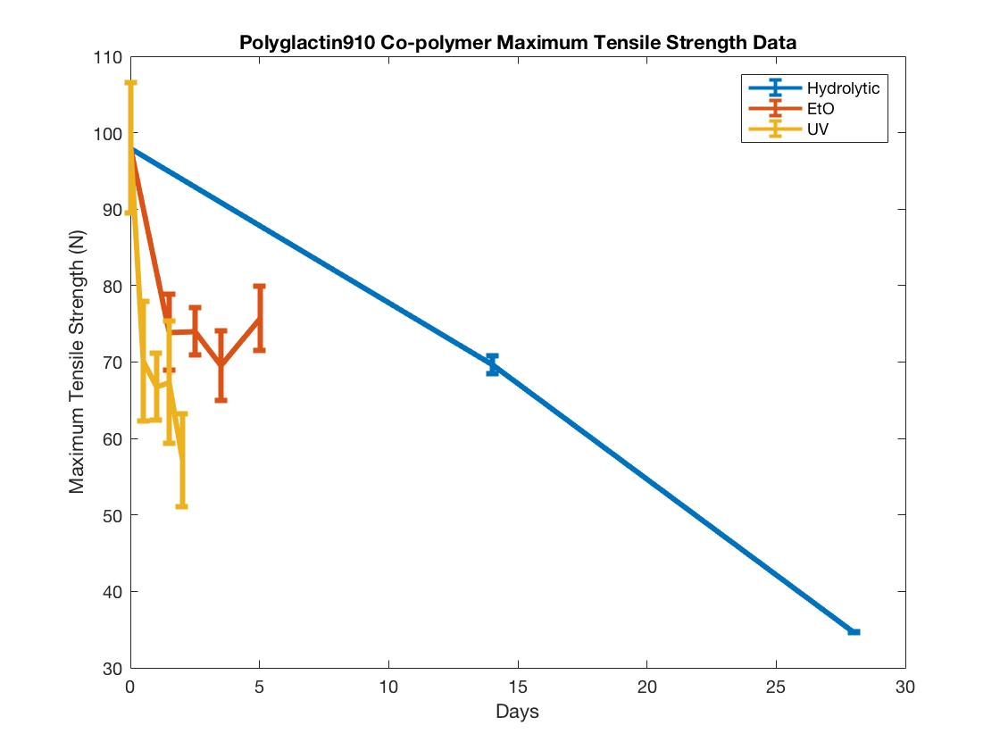 Polyglactin910 Co-polymer Maximum Tensile Strength Data
110
100
90
80
70
60
50
40
30
Maximum Tensile Strength (N)
Hydrolytic
EtO
UV
0 5 10 15 20 25 30
Days